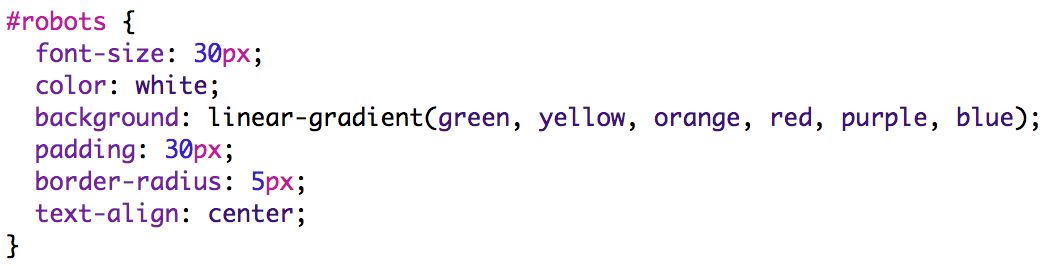 #robots {
  font-size: 30px;
  color: white;
  background: linear-gradient(green, yellow, orange, red, purple, blue);
  padding: 30px;
  border-radius: 5px;
  text-align: center;
}